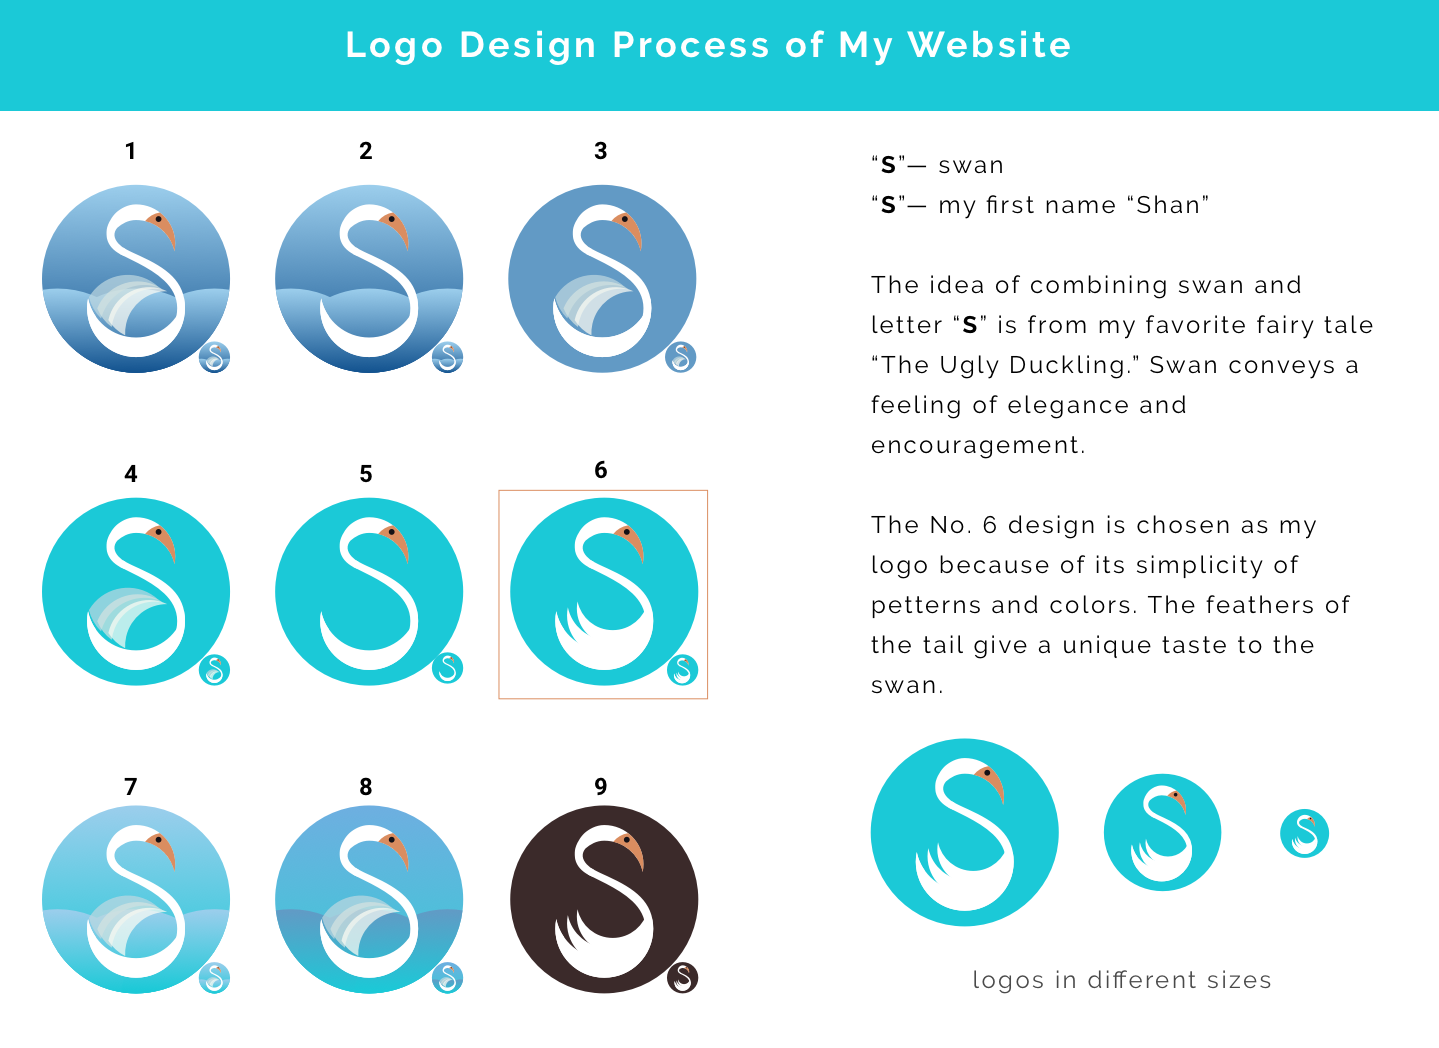 Logo Design Process of My Website
1 2 3
4 5 6
7 8 9
“S”— swan
“S”— my first name “Shan”
The idea of combining swan and
letter “S” is from my favorite fairy tale
“The Ugly Duckling.” Swan conveys a
feeling of elegance and
encouragement.
The No. 6 design is chosen as my
logo because of its simplicity of
petterns and colors. The feathers of
the tail give a unique taste to the
swan.
logos in different sizes